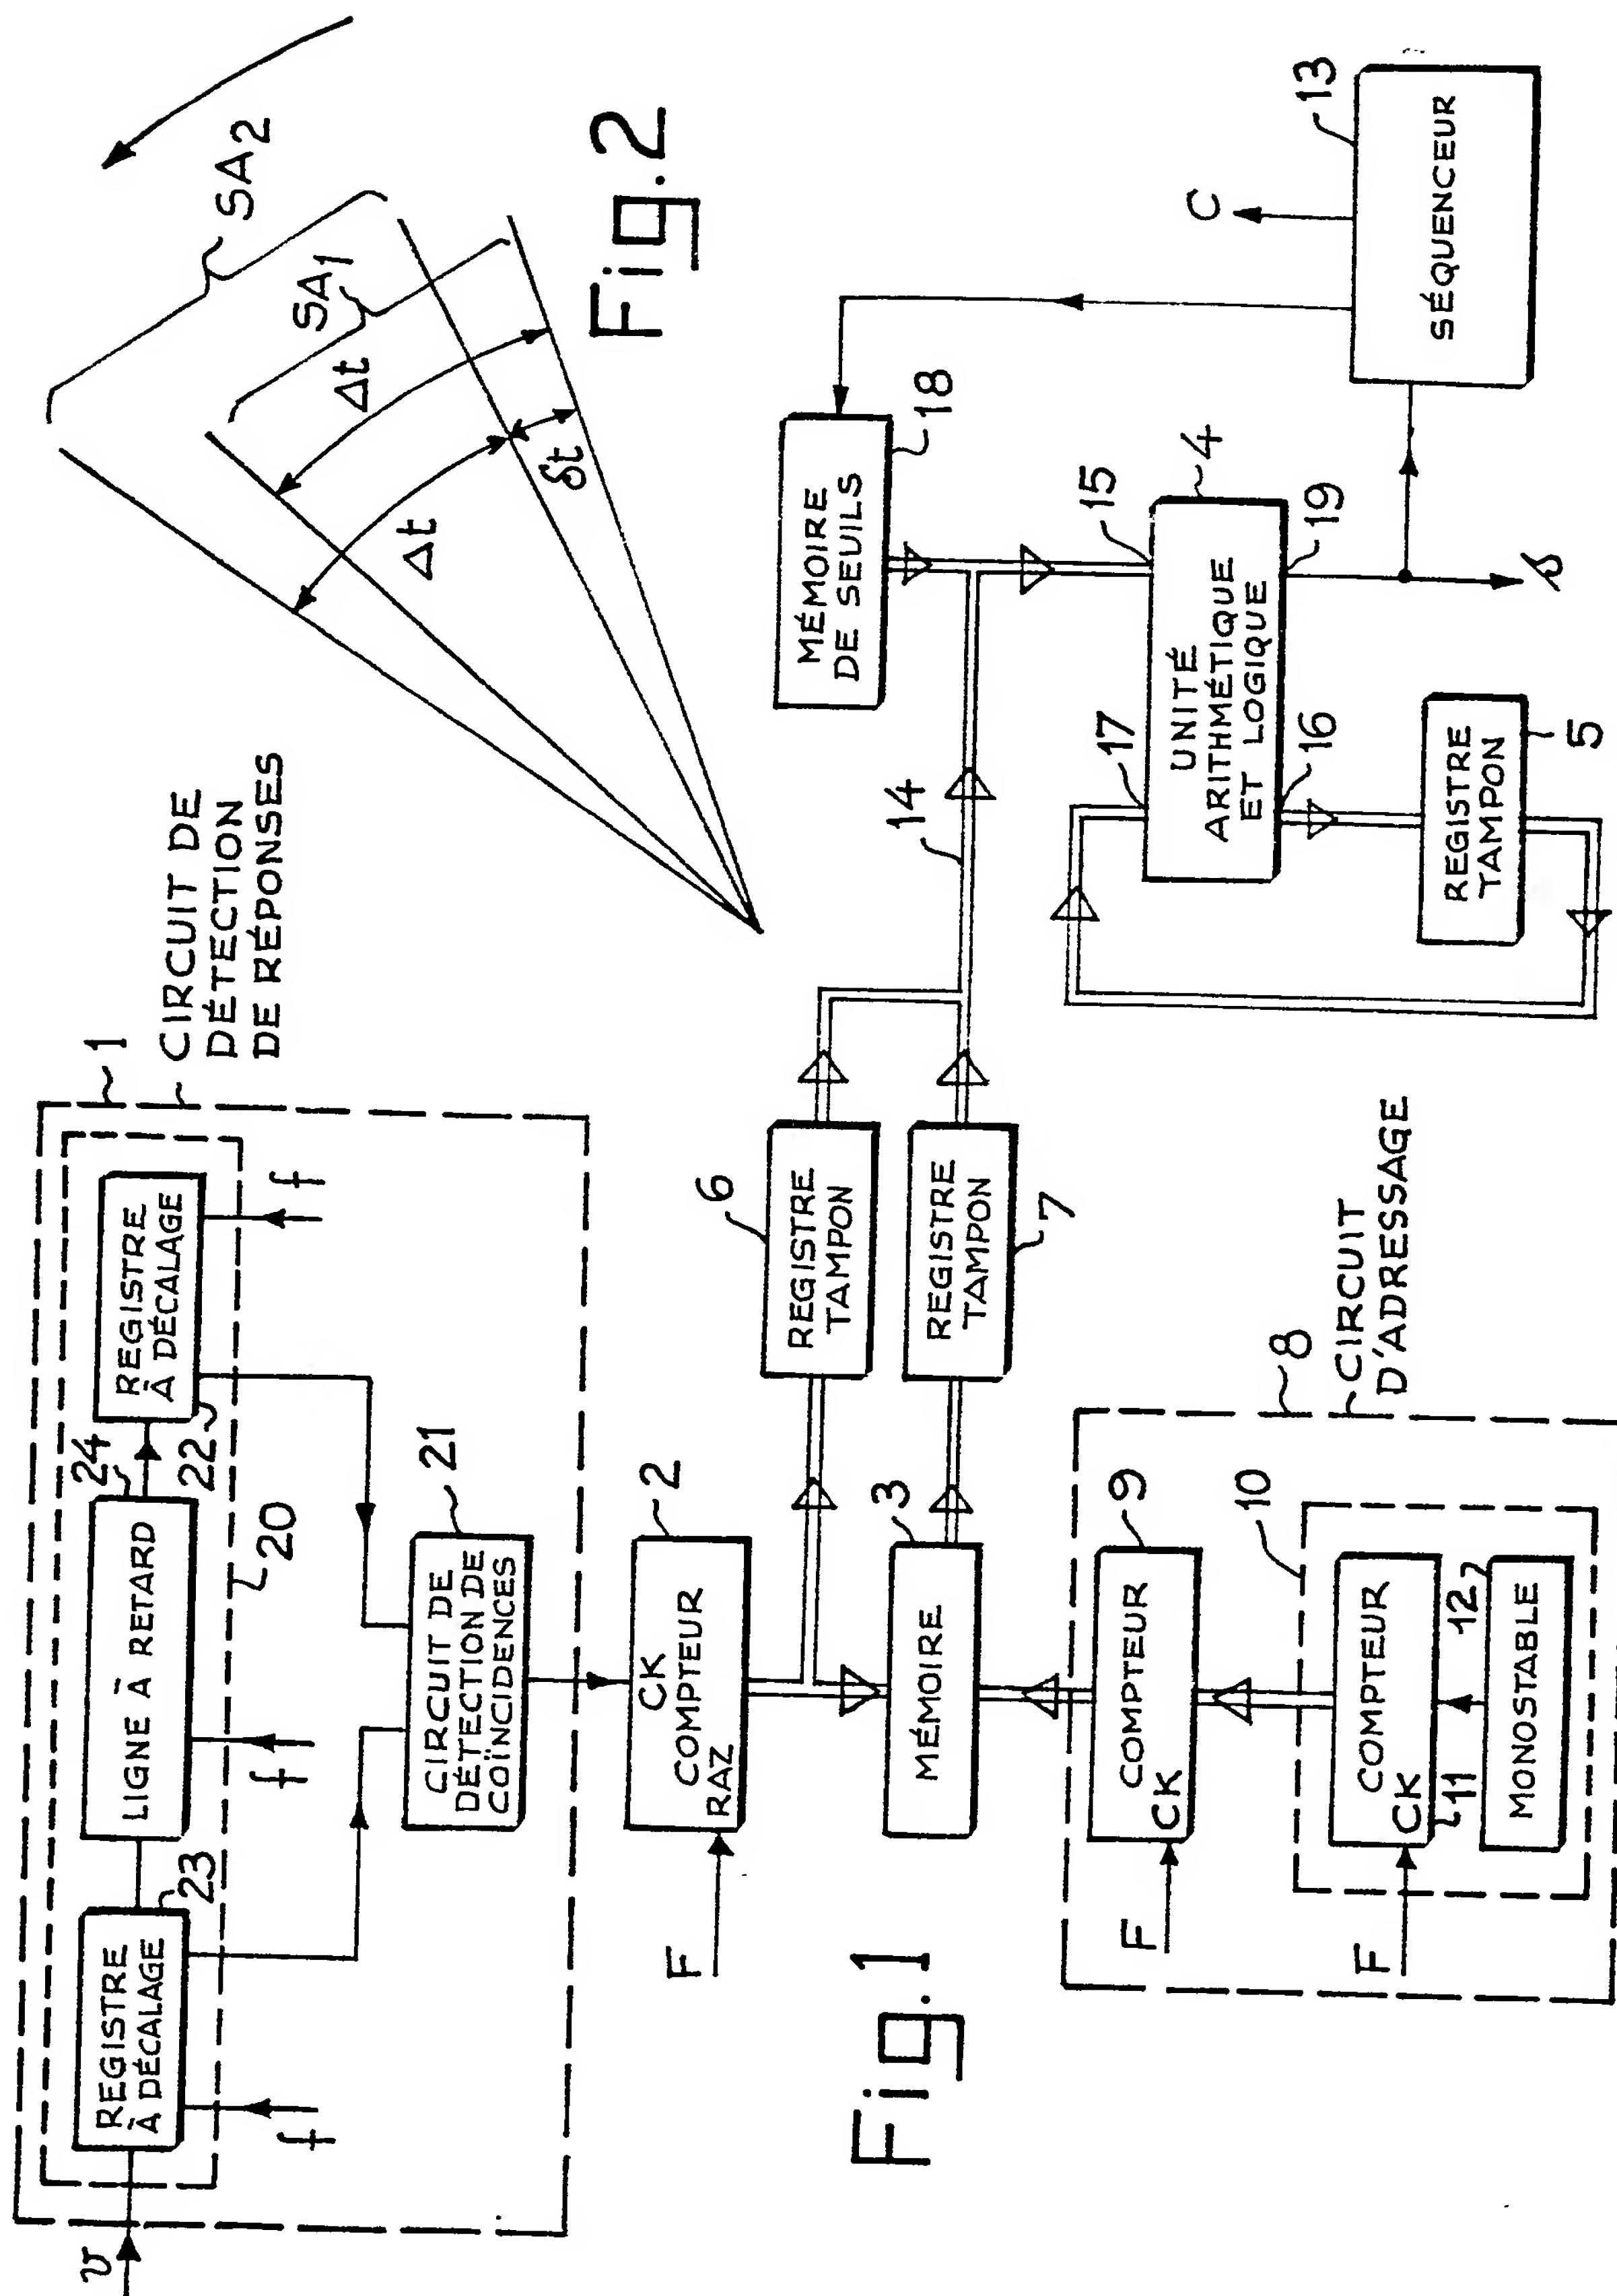 1
CIRCUIT DE
DÉTECTION
DE RÉPONSES
v
REGISTRE
À DÉCALAGE
23
f
LIGNE À RETARD
24
f
REGISTRE
À DÉCALAGE
22
f
20
CIRCUIT DE
DÉTECTION DE
COÏNCIDENCES
21
CK
COMPTEUR
RAZ
2
F
MÉMOIRE
3
REGISTRE
TAMPON
6
REGISTRE
TAMPON
7
14
8
CIRCUIT
D'ADRESSAGE
COMPTEUR
CK
9
F
10
COMPTEUR
CK
11
F
MONOSTABLE
12
MÉMOIRE
DE SEUILS
18
15
17
UNITÉ
ARITHMÉTIQUE
ET LOGIQUE
4
16
19
REGISTRE
TAMPON
5
s
SÉQUENCEUR
13
C
Fig.1
SA2
SA1
Δt
Δt
δt
Fig.2